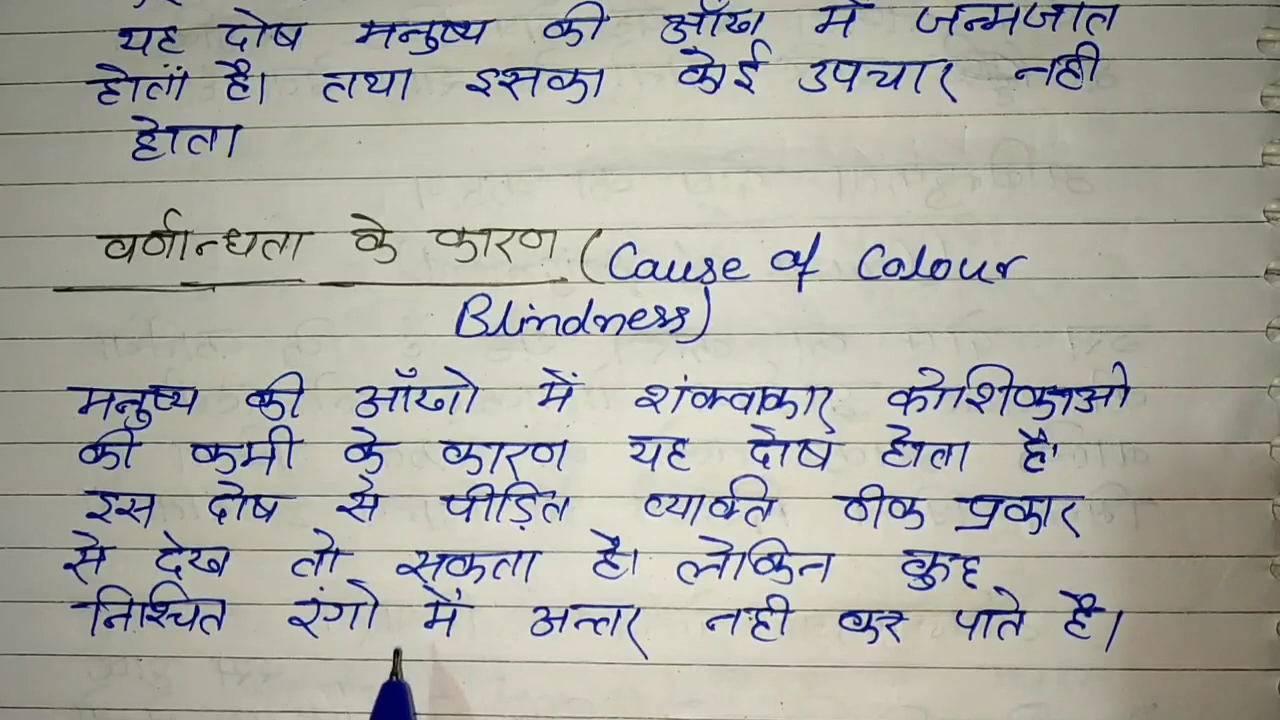 यह दोष मनुष्य की आँख में जन्मजात
होता है। तथा इसका कोई उपचार नही
होता
वर्णान्धता के कारण (Cause of Colour
Blindness)
मनुष्य की आँखो में शंक्वाकार कोशिकाओ
की कमी के कारण यह दोष होता है।
इस दोष से पीड़ित व्यक्ति ठीक प्रकार
से देख तो सकता है। लेकिन कुछ
निश्चित रंगो में अन्तर नही कर पाते है।